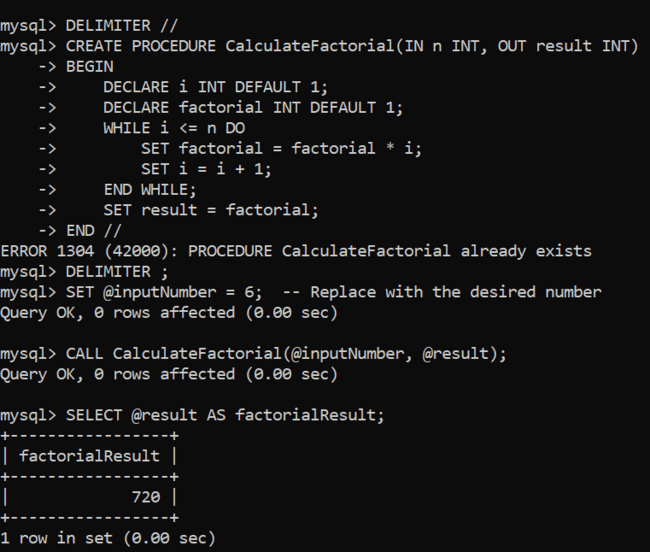 mysql> DELIMITER //
mysql> CREATE PROCEDURE CalculateFactorial(IN n INT, OUT result INT)
    -> BEGIN
    ->     DECLARE i INT DEFAULT 1;
    ->     DECLARE factorial INT DEFAULT 1;
    ->     WHILE i <= n DO
    ->         SET factorial = factorial * i;
    ->         SET i = i + 1;
    ->     END WHILE;
    ->     SET result = factorial;
    -> END //
ERROR 1304 (42000): PROCEDURE CalculateFactorial already exists
mysql> DELIMITER ;
mysql> SET @inputNumber = 6;  -- Replace with the desired number
Query OK, 0 rows affected (0.00 sec)

mysql> CALL CalculateFactorial(@inputNumber, @result);
Query OK, 0 rows affected (0.00 sec)

mysql> SELECT @result AS factorialResult;
+-----------------+
| factorialResult |
+-----------------+
|             720 |
+-----------------+
1 row in set (0.00 sec)